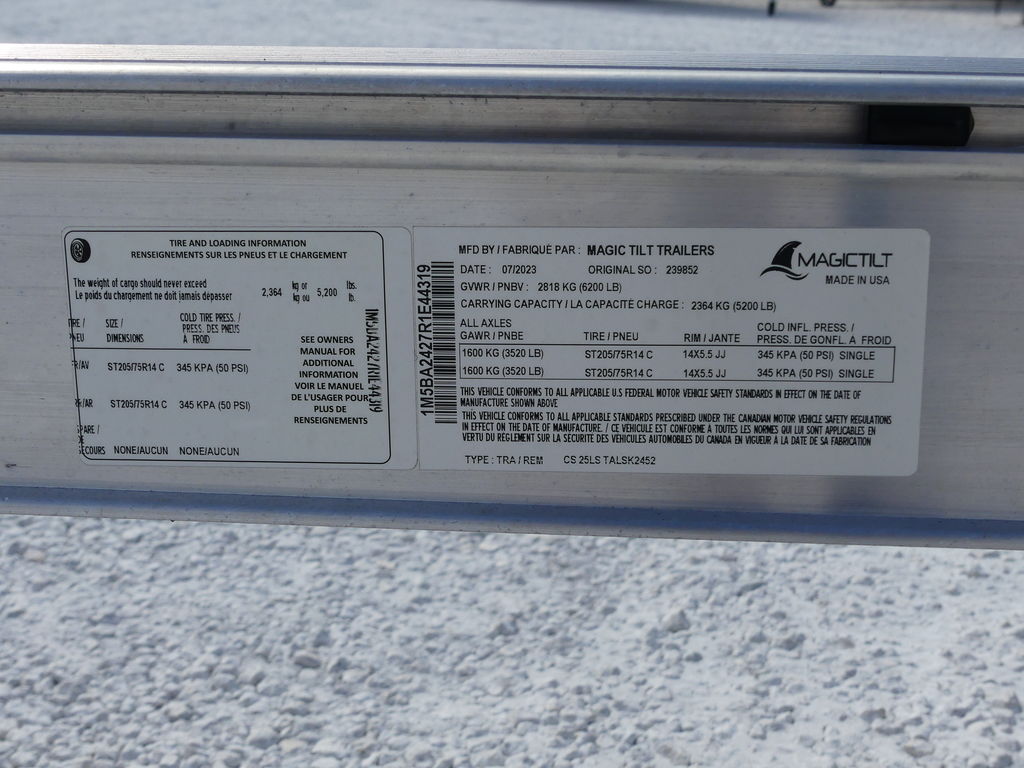 TIRE AND LOADING INFORMATION
RENSEIGNEMENTS SUR LES PNEUS ET LE CHARGEMENT
The weight of cargo should never exceed
Le poids du chargement ne doit jamais dépasser
2,364 kg or kg ou 5,200 lbs. lb.
SIZE / COLD TIRE PRESS. /
DIMENSIONS PRESS. DES PNEUS A FROID
/AV ST205/75R14 C 345 KPA (50 PSI)
/AR ST205/75R14 C 345 KPA (50 PSI)
PARE /
ECOURS NONE/AUCUN NONE/AUCUN
SEE OWNERS
MANUAL FOR
ADDITIONAL
INFORMATION
VOIR LE MANUEL
DE L'USAGER POUR
PLUS DE
RENSEIGNEMENTS
1M5BA2427R1E44319
MFD BY / FABRIQUÉ PAR : MAGIC TILT TRAILERS
DATE : 07/2023 ORIGINAL SO : 239852
GVWR / PNBV : 2818 KG (6200 LB)
CARRYING CAPACITY / LA CAPACITÉ CHARGE : 2364 KG (5200 LB)
MAGICTILT
MADE IN USA
ALL AXLES
GAWR / PNBE TIRE / PNEU RIM / JANTE COLD INFL. PRESS. / PRESS. DE GONFL. A FROID
1600 KG (3520 LB) ST205/75R14 C 14X5.5 JJ 345 KPA (50 PSI) SINGLE
1600 KG (3520 LB) ST205/75R14 C 14X5.5 JJ 345 KPA (50 PSI) SINGLE
THIS VEHICLE CONFORMS TO ALL APPLICABLE U.S FEDERAL MOTOR VEHICLE SAFETY STANDARDS IN EFFECT ON THE DATE OF
MANUFACTURE SHOWN ABOVE
THIS VEHICLE CONFORMS TO ALL APPLICABLE STANDARDS PRESCRIBED UNDER THE CANADIAN MOTOR VEHICLE SAFETY REGULATIONS
IN EFFECT ON THE DATE OF MANUFACTURE. / CE VÉHICULE EST CONFORME À TOUTES LES NORMES QUI LUI SONT APPLICABLES EN
VERTU DU RÈGLEMENT SUR LA SÉCURITÉ DES VÉHICULES AUTOMOBILES DU CANADA EN VIGUEUR À LA DATE DE SA FABRICATION
TYPE : TRA / REM CS 25LS TALSK2452